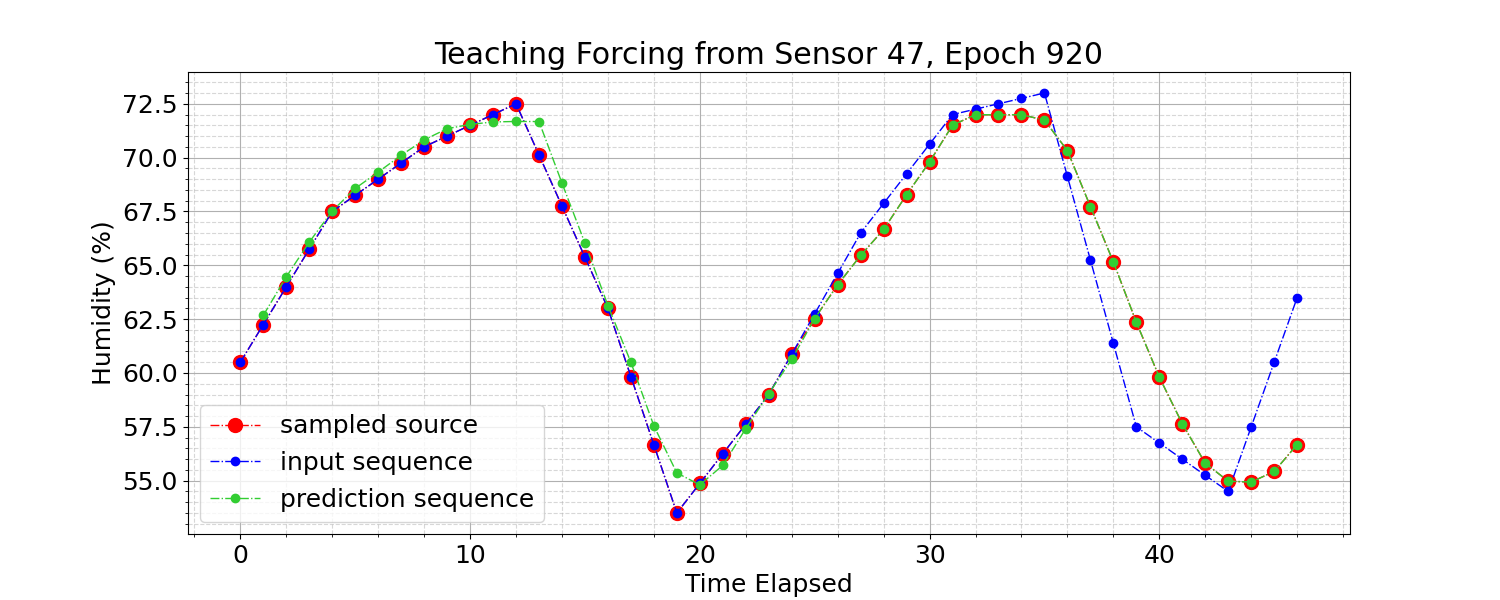 Teaching Forcing from Sensor 47, Epoch 920
Humidity (%)
72.5
70.0
67.5
65.0
62.5
60.0
57.5
55.0
sampled source
input sequence
prediction sequence
0 10 20 30 40
Time Elapsed